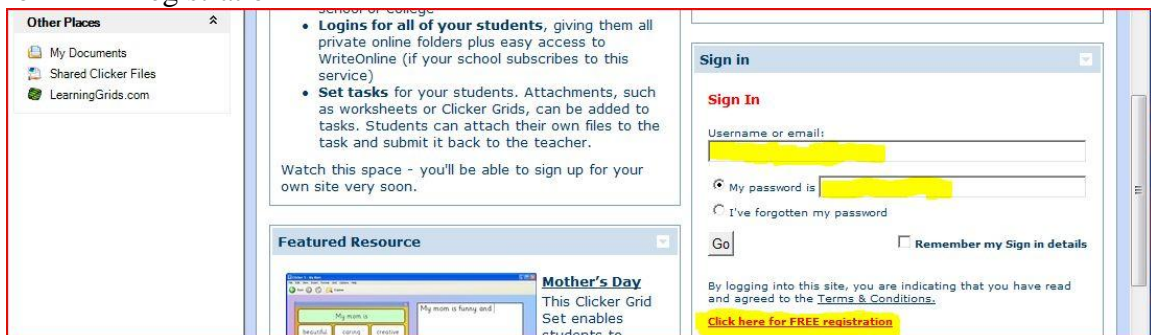 Other Places
My Documents
Shared Clicker Files
LearningGrids.com
school or college
Logins for all of your students, giving them all
private online folders plus easy access to
WriteOnline (if your school subscribes to this
service)
Set tasks for your students. Attachments, such
as worksheets or Clicker Grids, can be added to
tasks. Students can attach their own files to the
task and submit it back to the teacher.
Watch this space - you'll be able to sign up for your
own site very soon.
Featured Resource
My mom is
My mom is funny and
beautiful caring creative
Mother's Day
This Clicker Grid
Set enables
students to
Sign in
Sign In
Username or email:
My password is
I've forgotten my password
Go
Remember my Sign in details
By logging into this site, you are indicating that you have read
and agreed to the Terms & Conditions.
Click here for FREE registration